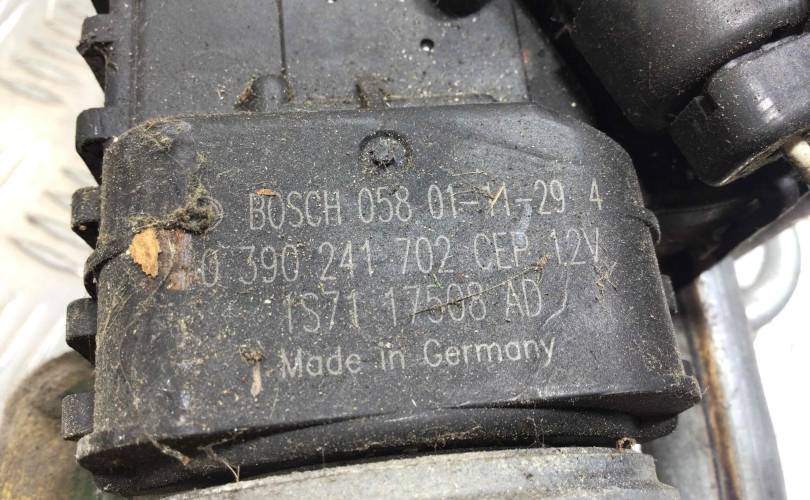 BOSCH 058 01-11-29 4
0 390 241 702 CEP 12V
1S71 17508 AD
Made in Germany